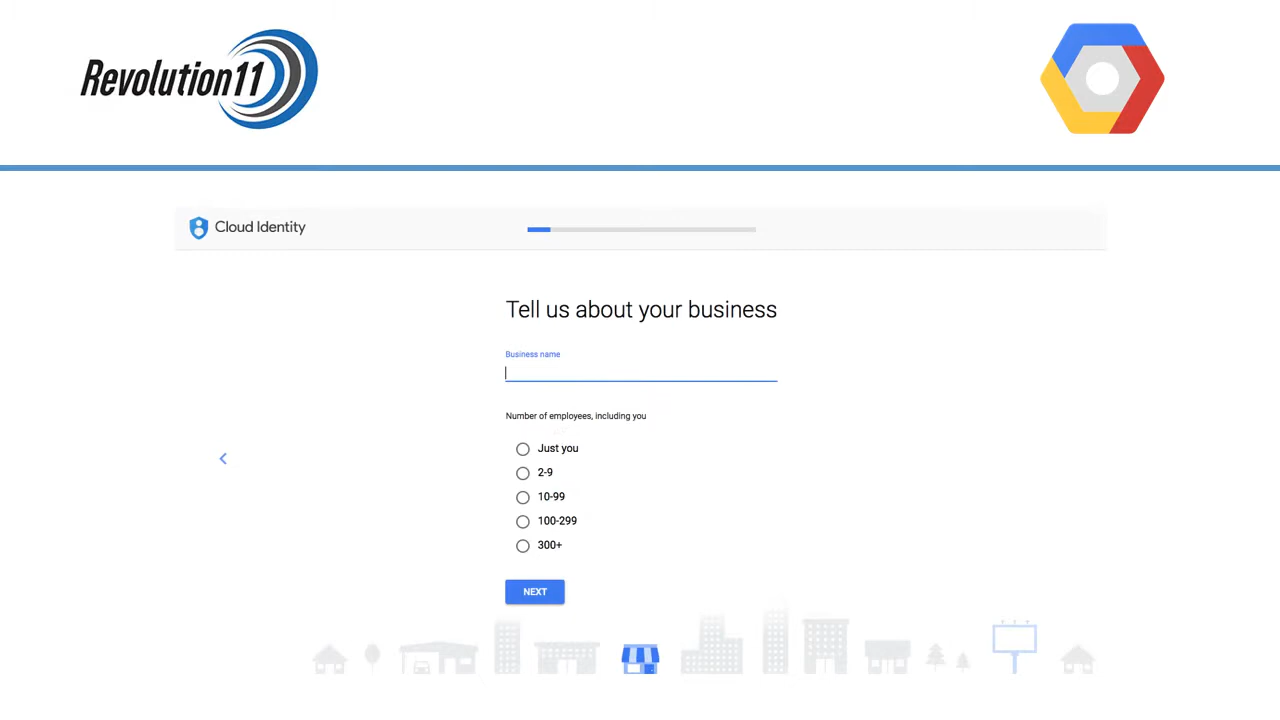 Revolution11
Cloud Identity
Tell us about your business
Business name
Number of employees, including you
Just you
2-9
10-99
100-299
300+
NEXT